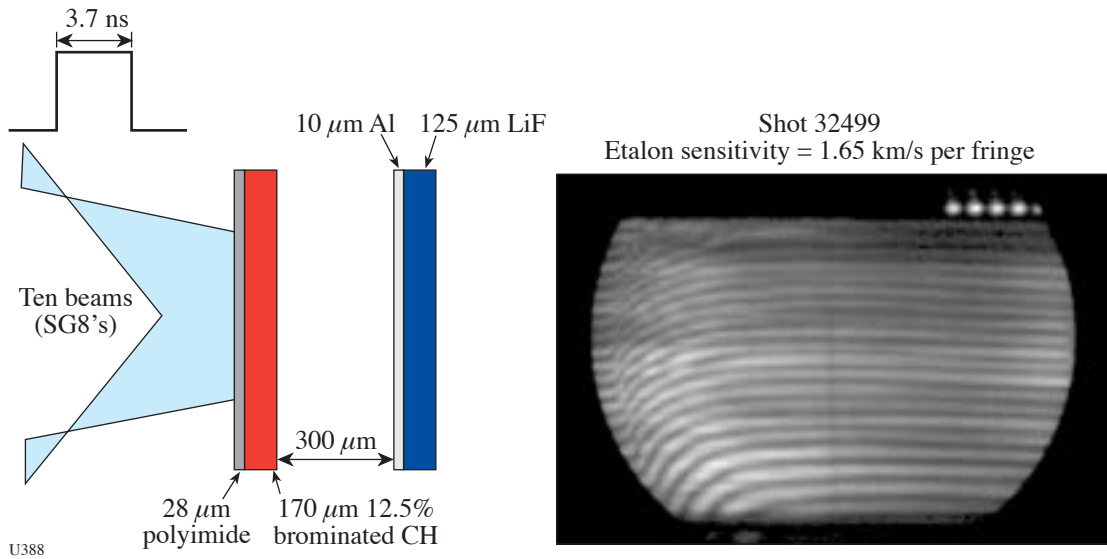 3.7 ns
10 μm Al
125 μm LiF
Shot 32499
Etalon sensitivity = 1.65 km/s per fringe
Ten beams
(SG8’s)
300 μm
28 μm
polyimide
170 μm 12.5%
brominated CH
U388